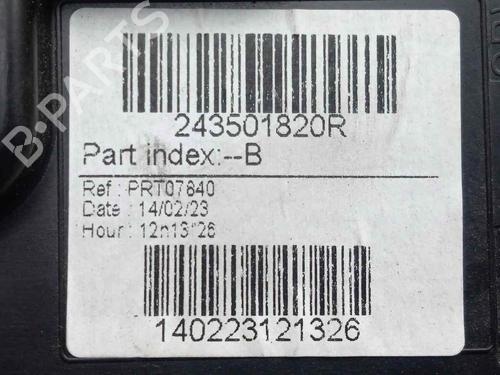 243501820R
Part index:--B
Ref : PRT07840
Date : 14/02/23
Hour : 12h13*26
140223121326
B-PARTS